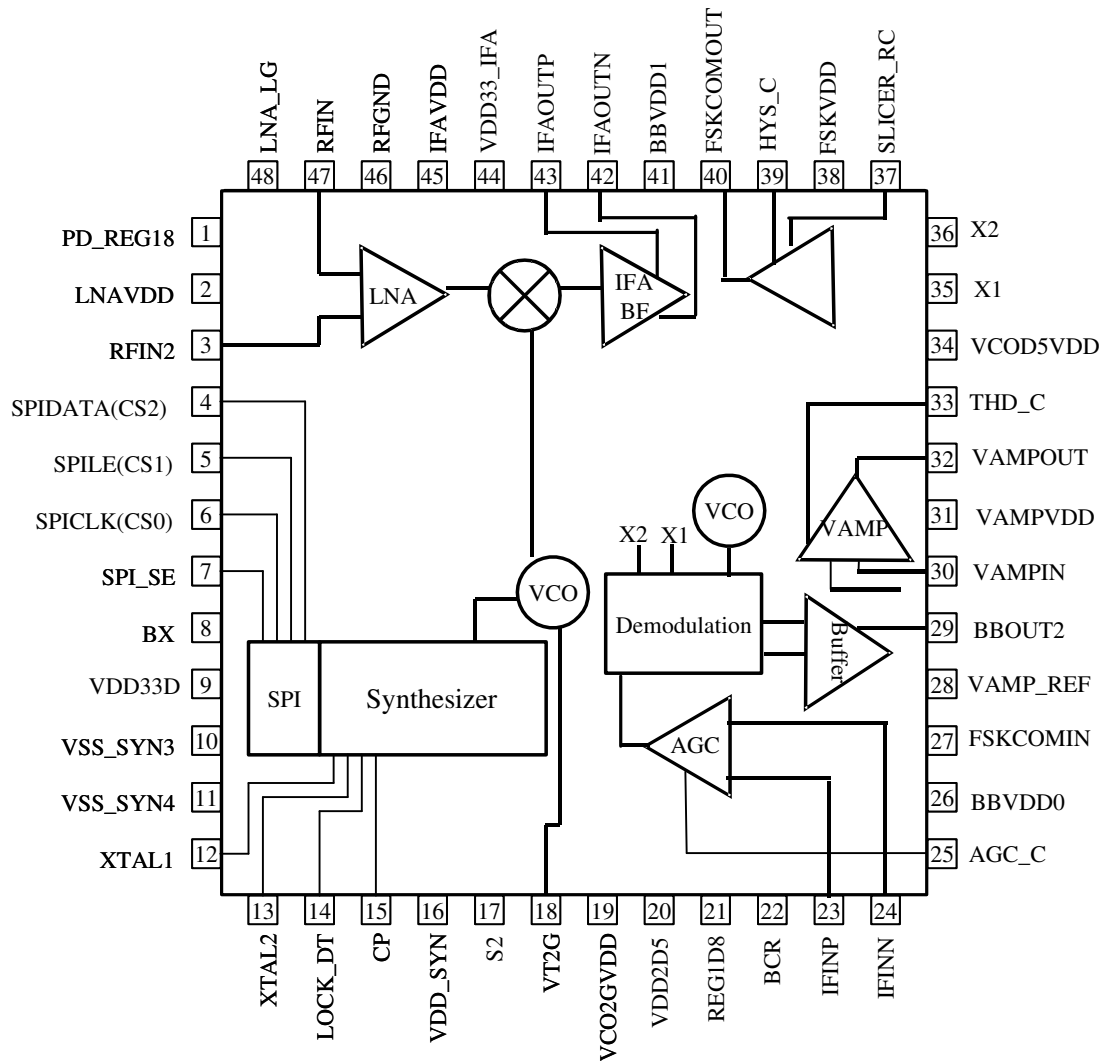 LNA_LG
RFIN
RFGND
IFAVDD
VDD33_IFA
IFAOUTP
IFAOUTN
BBVDD1
FSKCOMOUT
HYS_C
FSKVDD
SLICER_RC
48
47
46
45
44
43
42
41
40
39
38
37
PD_REG18
1
LNAVDD
2
RFIN2
3
SPIDATA(CS2)
4
SPILE(CS1)
5
SPICLK(CS0)
6
SPI_SE
7
BX
8
VDD33D
9
VSS_SYN3
10
VSS_SYN4
11
XTAL1
12
LNA
IFA
BF
VCO
X2
X1
VAMP
VCO
Demodulation
Buffer
SPI
Synthesizer
AGC
36
X2
35
X1
34
VCOD5VDD
33
THD_C
32
VAMPOUT
31
VAMPVDD
30
VAMPIN
29
BBOUT2
28
VAMP_REF
27
FSKCOMIN
26
BBVDD0
25
AGC_C
13
14
15
16
17
18
19
20
21
22
23
24
XTAL2
LOCK_DT
CP
VDD_SYN
S2
VT2G
VCO2GVDD
VDD2D5
REG1D8
BCR
IFINP
IFINN